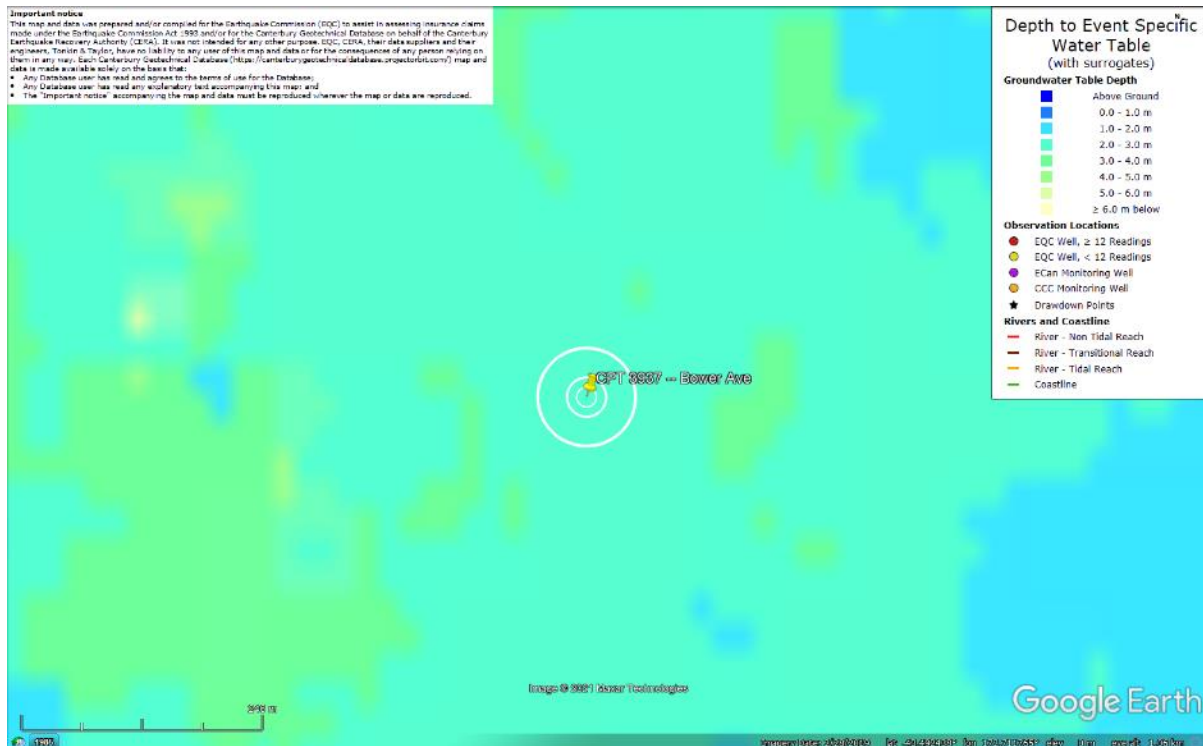 Important notice
This map and data was prepared and/or compiled for the Earthquake Commission (EQC) to assist in assessing insurance claims
made under the Earthquake Commission Act 1993 and/or for the Canterbury Geotechnical Database on behalf of the Canterbury
Earthquake Recovery Authority (CERA). It was not intended for any other purpose. EQC, CERA, their data suppliers and their
engineers, Tonkin & Taylor, have no liability to any user of this map and data or for the consequences of any person relying on
them in any way. Each Canterbury Geotechnical Database (https://canterburygeotechnicaldatabase.projectorbit.com/) map and
data is made available solely on the basis that:
▪ Any Database user has read and agrees to the terms of use for the Database;
▪ Any Database user has read any explanatory text accompanying this map; and
▪ The "Important notice" accompanying the map and data must be reproduced wherever the map or data are reproduced.
N
Depth to Event Specific
Water Table
(with surrogates)
Groundwater Table Depth
Above Ground
0.0 - 1.0 m
1.0 - 2.0 m
2.0 - 3.0 m
3.0 - 4.0 m
4.0 - 5.0 m
5.0 - 6.0 m
≥ 6.0 m below
Observation Locations
EQC Well, ≥ 12 Readings
EQC Well, < 12 Readings
ECan Monitoring Well
CCC Monitoring Well
Drawdown Points
Rivers and Coastline
River - Non Tidal Reach
River - Transitional Reach
River - Tidal Reach
Coastline
CPT 3937 -- Bower Ave
Image © 2021 Maxar Technologies
Google Earth
Imagery Date: